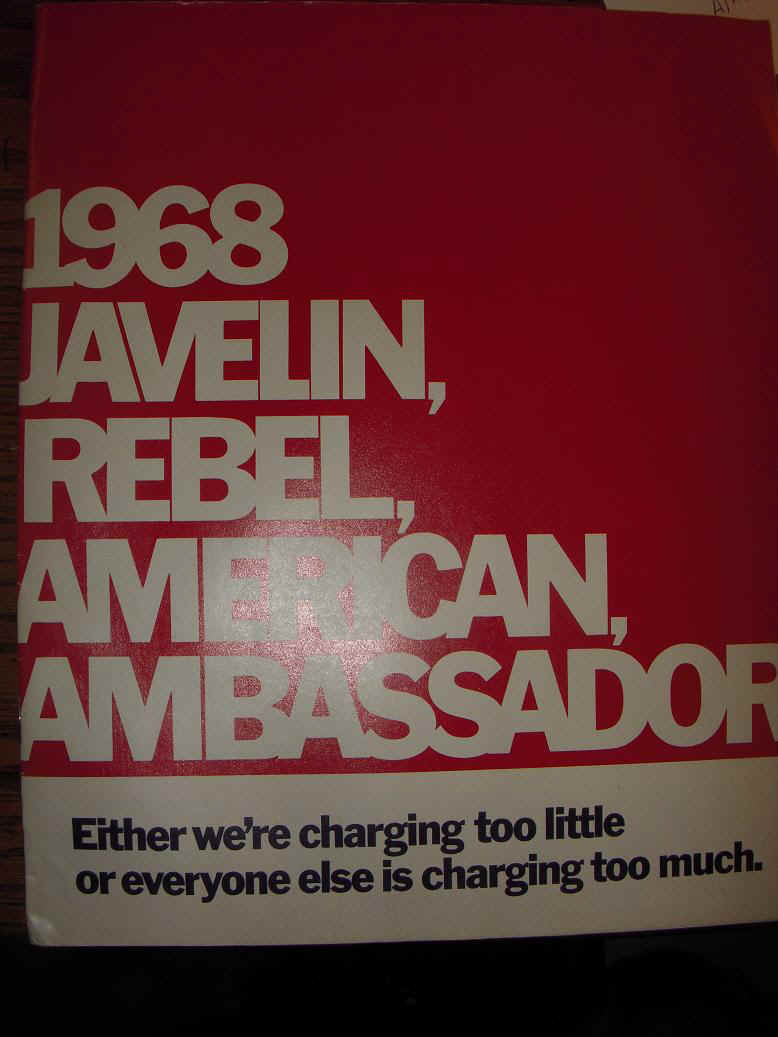 1968
JAVELIN,
REBEL,
AMERICAN,
AMBASSADOR
Either we're charging too little
or everyone else is charging too much.